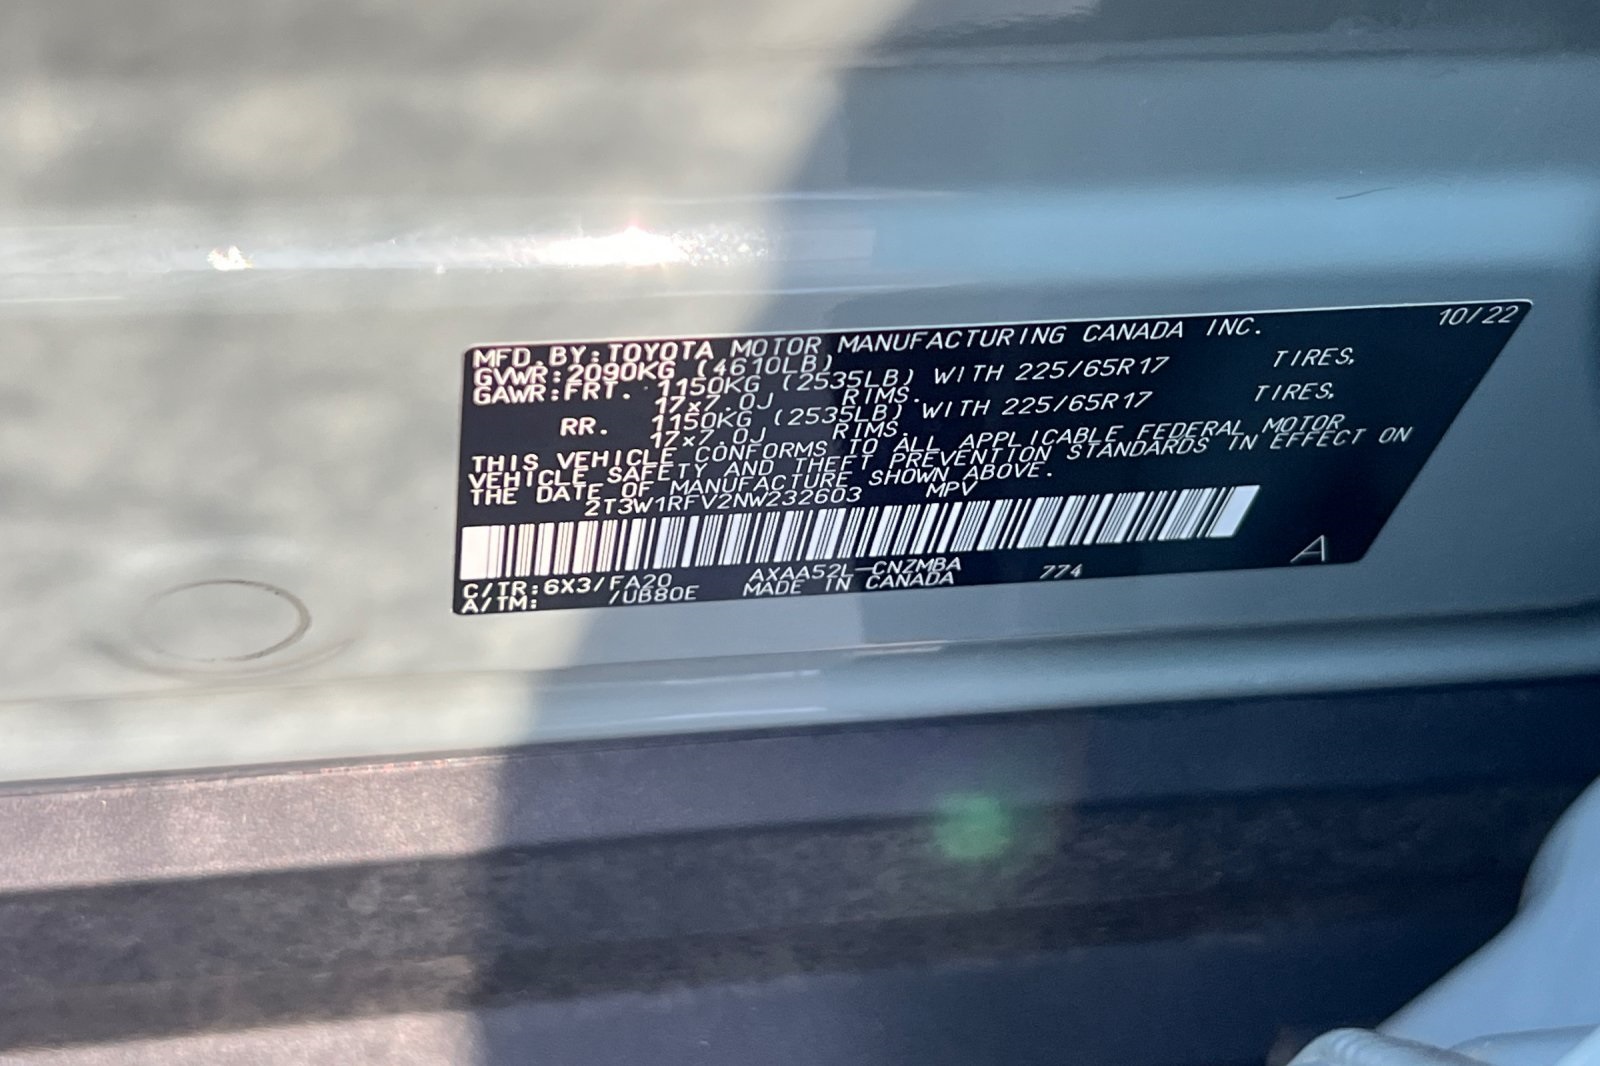 MFD. BY: TOYOTA MOTOR MANUFACTURING CANADA INC. 10/22
GVWR: 2090KG (4610LB)
GAWR: FRT. 1150KG (2535LB) WITH 225/65R17 TIRES,
17x7.0J RIMS.
RR. 1150KG (2535LB) WITH 225/65R17 TIRES,
17x7.0J RIMS.
THIS VEHICLE CONFORMS TO ALL APPLICABLE FEDERAL MOTOR
VEHICLE SAFETY AND THEFT PREVENTION STANDARDS IN EFFECT ON
THE DATE OF MANUFACTURE SHOWN ABOVE.
2T3W1RFV2NW232603 MPV
C/TR: 6X3/FA20 AXAA52L-CNZMBA 774 A
A/TM: /UB80E MADE IN CANADA